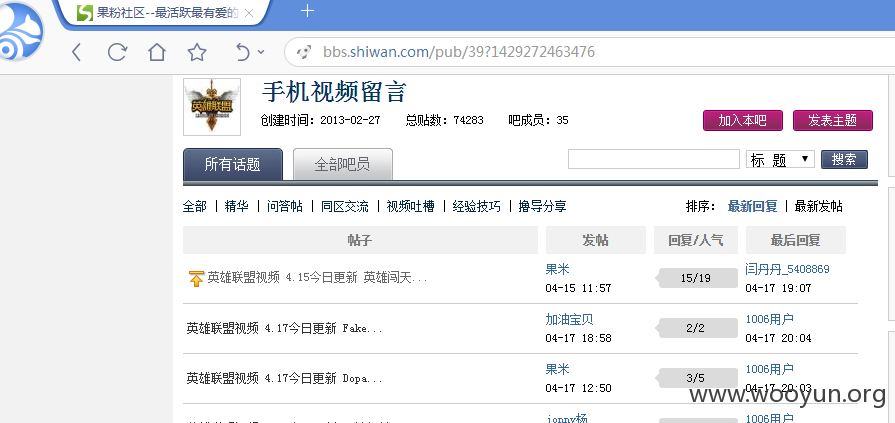 果粉社区--最活跃最有爱的
bbs.shiwan.com/pub/39?1429272463476
英雄联盟
手机视频留言
创建时间：2013-02-27 总贴数：74283 吧成员：35
加入本吧 发表主题
所有话题 全部吧员 标 题 搜索
全部 | 精华 | 问答帖 | 同区交流 | 视频吐槽 | 经验技巧 | 撸导分享 排序： 最新回复 | 最新发帖
帖子 发帖 回复/人气 最后回复
英雄联盟视频 4.15今日更新 英雄闯天... 果米 15/19 闫丹丹_5408869
04-15 11:57 04-17 19:07
英雄联盟视频 4.17今日更新 Fake... 加油宝贝 2/2 1006用户
04-17 18:58 04-17 20:04
英雄联盟视频 4.17今日更新 Dopa... 果米 3/5 1006用户
04-17 12:50 04-17 20:03
www.wooyun.org
jonny杨 1006用户